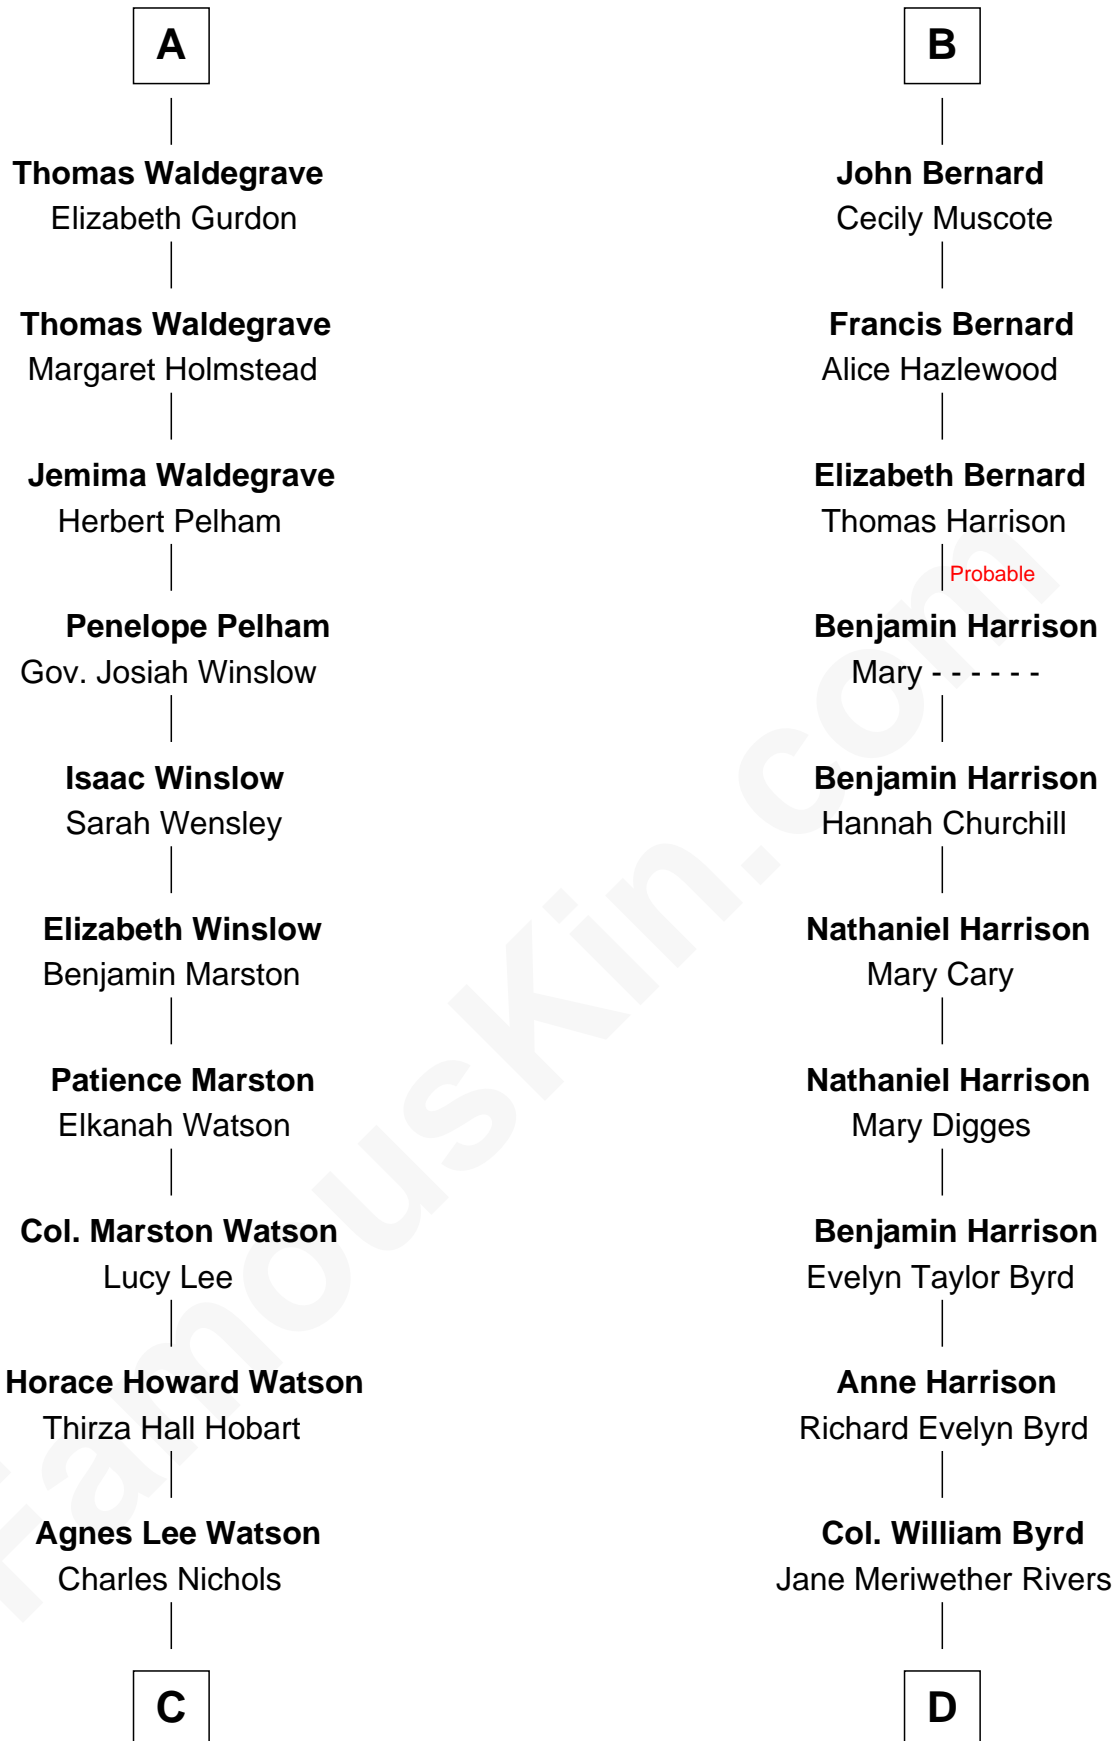 A
Thomas Waldegrave
Elizabeth Gurdon
Thomas Waldegrave
Margaret Holmstead
Jemima Waldegrave
Herbert Pelham
Penelope Pelham
Gov. Josiah Winslow
Isaac Winslow
Sarah Wensley
Elizabeth Winslow
Benjamin Marston
Patience Marston
Elkanah Watson
Col. Marston Watson
Lucy Lee
Horace Howard Watson
Thirza Hall Hobart
Agnes Lee Watson
Charles Nichols
C
B
John Bernard
Cecily Muscote
Francis Bernard
Alice Hazlewood
Elizabeth Bernard
Thomas Harrison
Probable
Benjamin Harrison
Mary - - - - - -
Benjamin Harrison
Hannah Churchill
Nathaniel Harrison
Mary Cary
Nathaniel Harrison
Mary Digges
Benjamin Harrison
Evelyn Taylor Byrd
Anne Harrison
Richard Evelyn Byrd
Col. William Byrd
Jane Meriwether Rivers
D
FamousKin.com